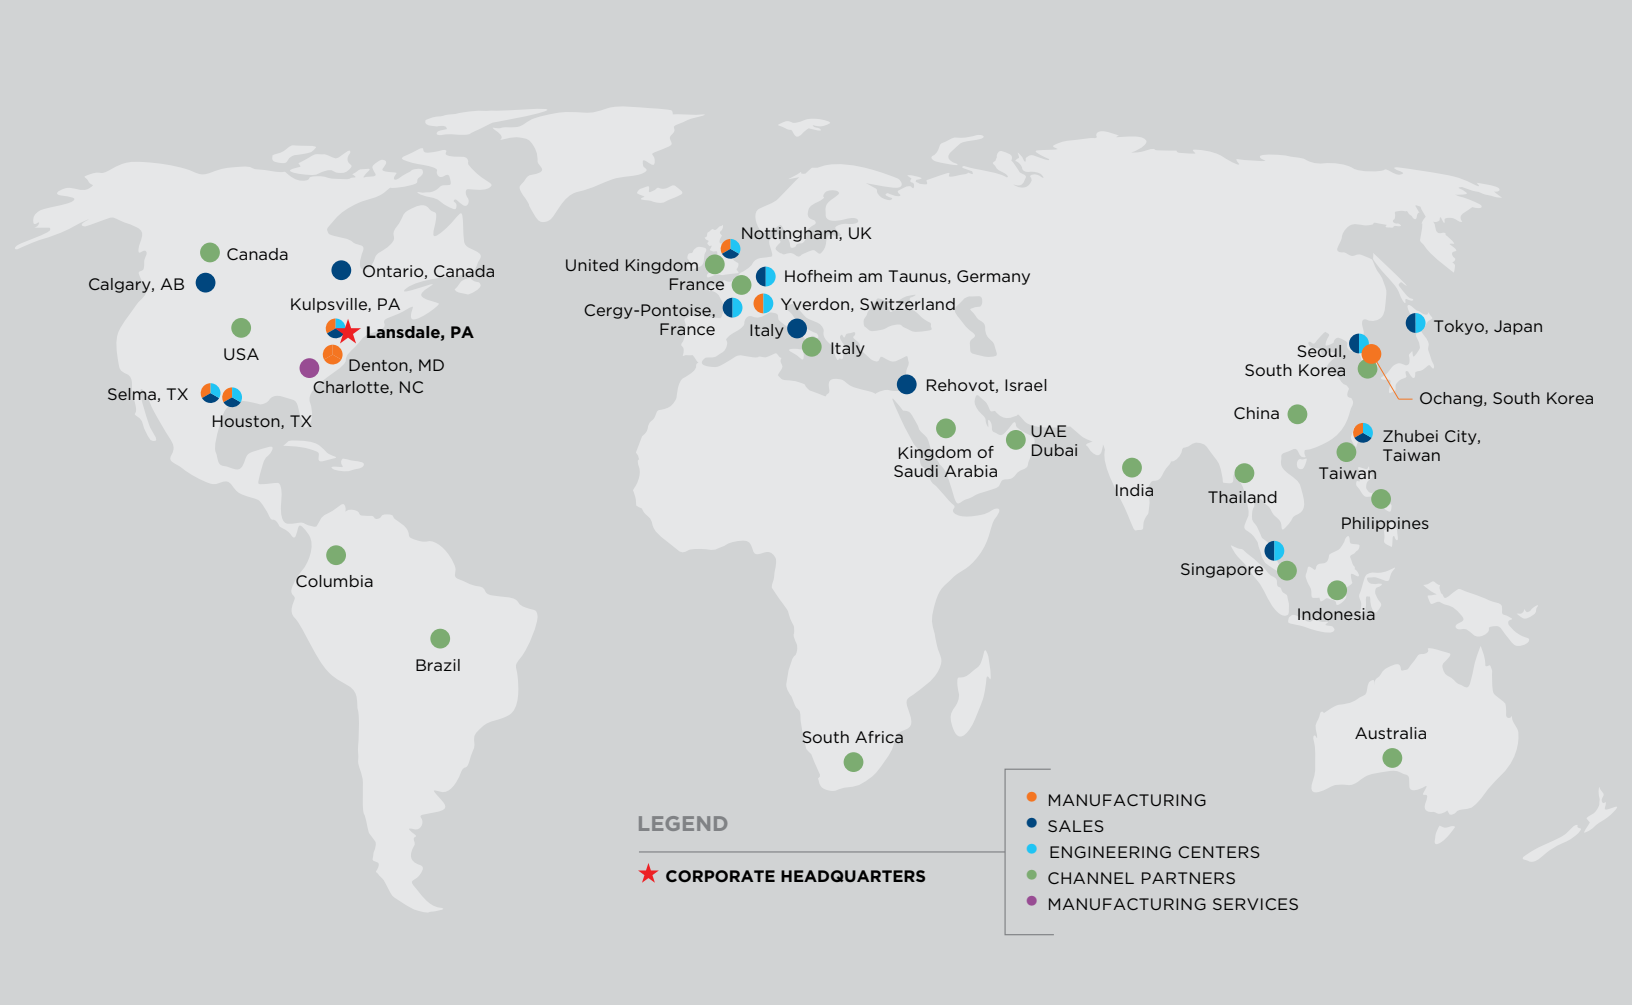 Canada
Calgary, AB
Ontario, Canada
Kulpsville, PA
Lansdale, PA
USA
Denton, MD
Charlotte, NC
Selma, TX
Houston, TX
Columbia
Brazil
Nottingham, UK
United Kingdom
France
Hofheim am Taunus, Germany
Cergy-Pontoise,
France
Yverdon, Switzerland
Italy
Italy
Rehovot, Israel
Kingdom of
Saudi Arabia
UAE
Dubai
South Africa
India
Tokyo, Japan
Seoul,
South Korea
Ochang, South Korea
China
Zhubei City,
Taiwan
Taiwan
Thailand
Philippines
Singapore
Indonesia
Australia
LEGEND
CORPORATE HEADQUARTERS
MANUFACTURING
SALES
ENGINEERING CENTERS
CHANNEL PARTNERS
MANUFACTURING SERVICES